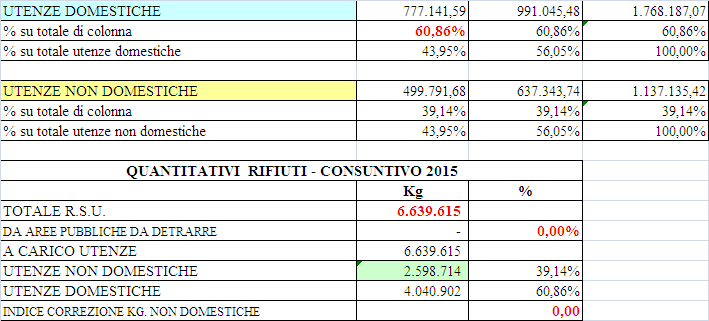 UTENZE DOMESTICHE 777.141,59 991.045,48 1.768.187,07
% su totale di colonna 60,86% 60,86% 60,86%
% su totale utenze domestiche 43,95% 56,05% 100,00%
UTENZE NON DOMESTICHE 499.791,68 637.343,74 1.137.135,42
% su totale di colonna 39,14% 39,14% 39,14%
% su totale utenze non domestiche 43,95% 56,05% 100,00%
QUANTITATIVI RIFIUTI - CONSUNTIVO 2015
Kg %
TOTALE R.S.U. 6.639.615
DA AREE PUBBLICHE DA DETRARRE - 0,00%
A CARICO UTENZE 6.639.615
UTENZE NON DOMESTICHE 2.598.714 39,14%
UTENZE DOMESTICHE 4.040.902 60,86%
INDICE CORREZIONE KG. NON DOMESTICHE 0,00